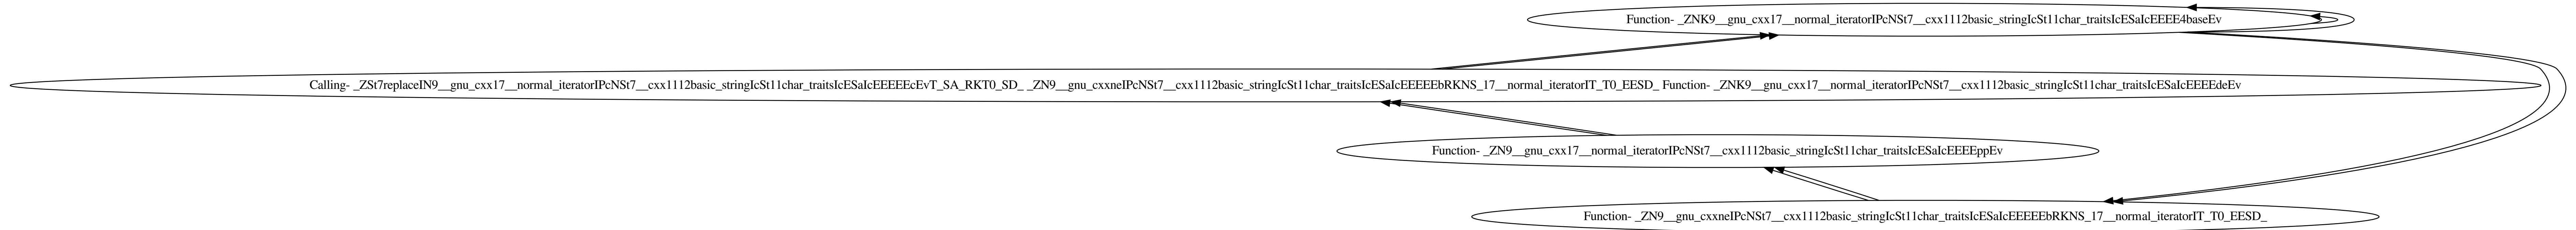 Function- _ZNK9__gnu_cxx17__normal_iteratorIPcNSt7__cxx1112basic_stringIcSt11char_traitsIcESaIcEEEE4baseEv
Calling- _ZSt7replaceIN9__gnu_cxx17__normal_iteratorIPcNSt7__cxx1112basic_stringIcSt11char_traitsIcESaIcEEEEEcEvT_SA_RKT0_SD_ _ZN9__gnu_cxxneIPcNSt7__cxx1112basic_stringIcSt11char_traitsIcESaIcEEEEEbRKNS_17__normal_iteratorIT_T0_EESD_ Function- _ZNK9__gnu_cxx17__normal_iteratorIPcNSt7__cxx1112basic_stringIcSt11char_traitsIcESaIcEEEEdeEv
Function- _ZN9__gnu_cxx17__normal_iteratorIPcNSt7__cxx1112basic_stringIcSt11char_traitsIcESaIcEEEEppEv
Function- _ZN9__gnu_cxxneIPcNSt7__cxx1112basic_stringIcSt11char_traitsIcESaIcEEEEEbRKNS_17__normal_iteratorIT_T0_EESD_